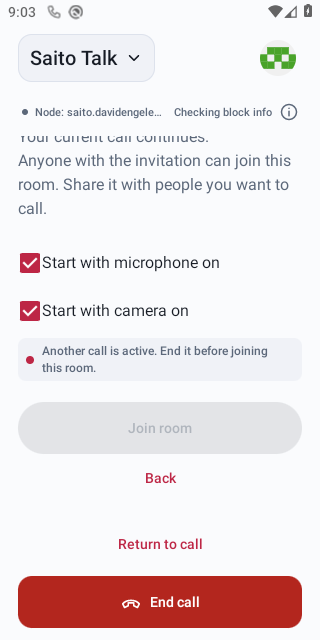 9:03
Saito Talk
Node: saito.davidengele... Checking block info
Your current call continues.
Anyone with the invitation can join this
room. Share it with people you want to
call.
Start with microphone on
Start with camera on
Another call is active. End it before joining
this room.
Join room
Back
Return to call
End call